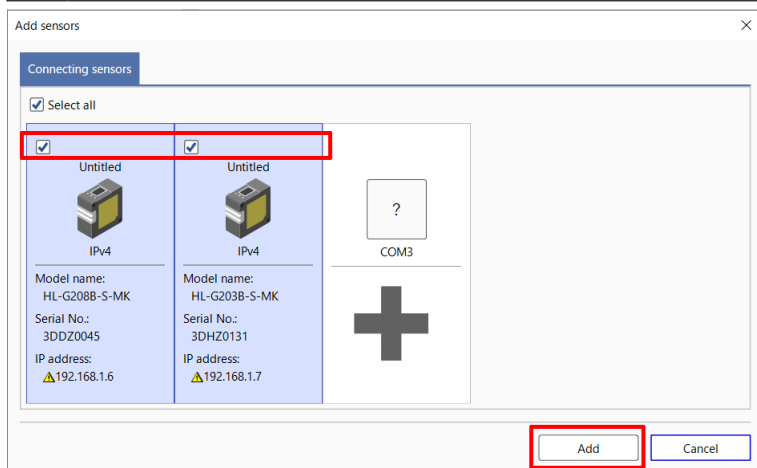 Add sensors
Connecting sensors
Select all
Untitled
IPv4
Model name:
HL-G208B-S-MK
Serial No.:
3DDZ0045
IP address:
192.168.1.6
Untitled
IPv4
Model name:
HL-G203B-S-MK
Serial No.:
3DHZ0131
IP address:
192.168.1.7
?
COM3
Add
Cancel